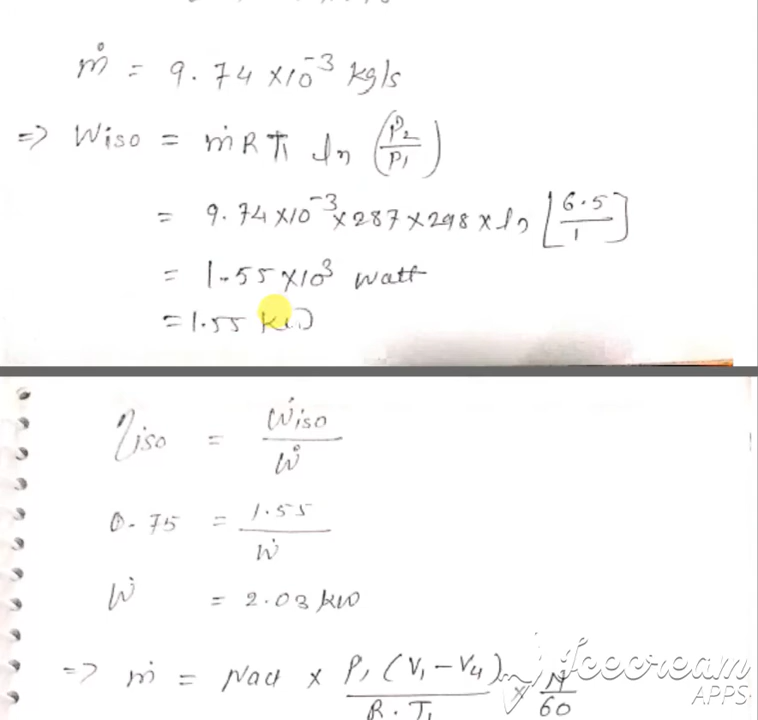 ṁ = 9.74 × 10⁻³ kg/s
=> Wiso = ṁ R T₁ ln (P₂/P₁)
= 9.74 × 10⁻³ × 287 × 298 × ln [6.5/1]
= 1.55 × 10³ watt
= 1.55 kW
ηiso = Ẇiso/Ẇ
0.75 = 1.55/Ẇ
Ẇ = 2.03 kW
=> ṁ = Nact × P₁ (V₁ - V₄)/R. T₁ × N/60
Icecream
APPS